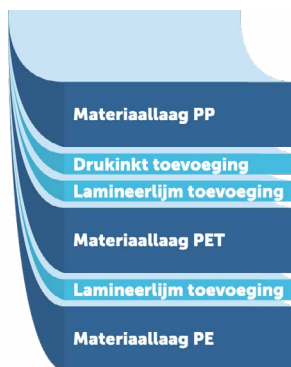 Materiaallaag PP
Drukinkt toevoeging
Lamineerlijm toevoeging
Materiaallaag PET
Lamineerlijm toevoeging
Materiaallaag PE